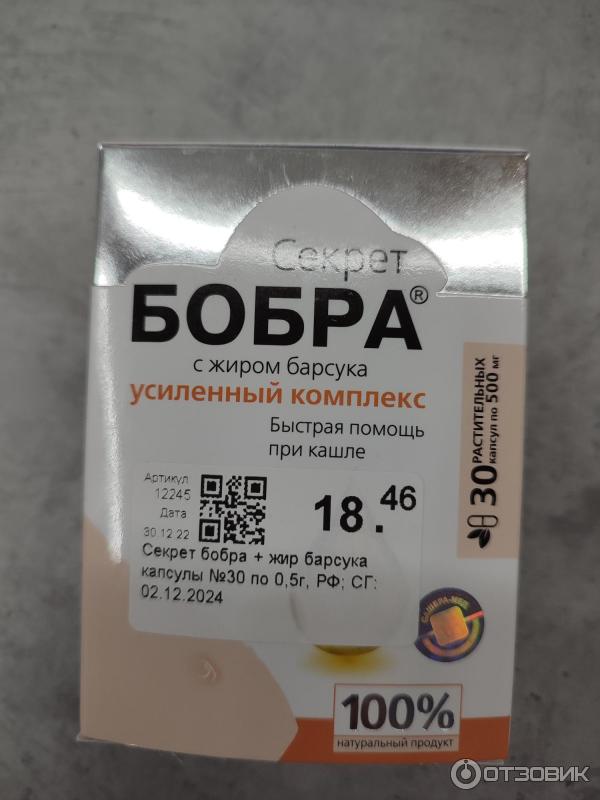 Секрет
БОБРА®
с жиром барсука
усиленный комплекс
Быстрая помощь
при кашле
30 РАСТИТЕЛЬНЫХ
капсул по 500 мг
Артикул
12245
Дата
30.12.22
18.46
Секрет бобра + жир барсука
капсулы №30 по 0,5г, РФ; СГ:
02.12.2024
САШЕРА-МЕД
100%
натуральный продукт
ОТЗОВИК